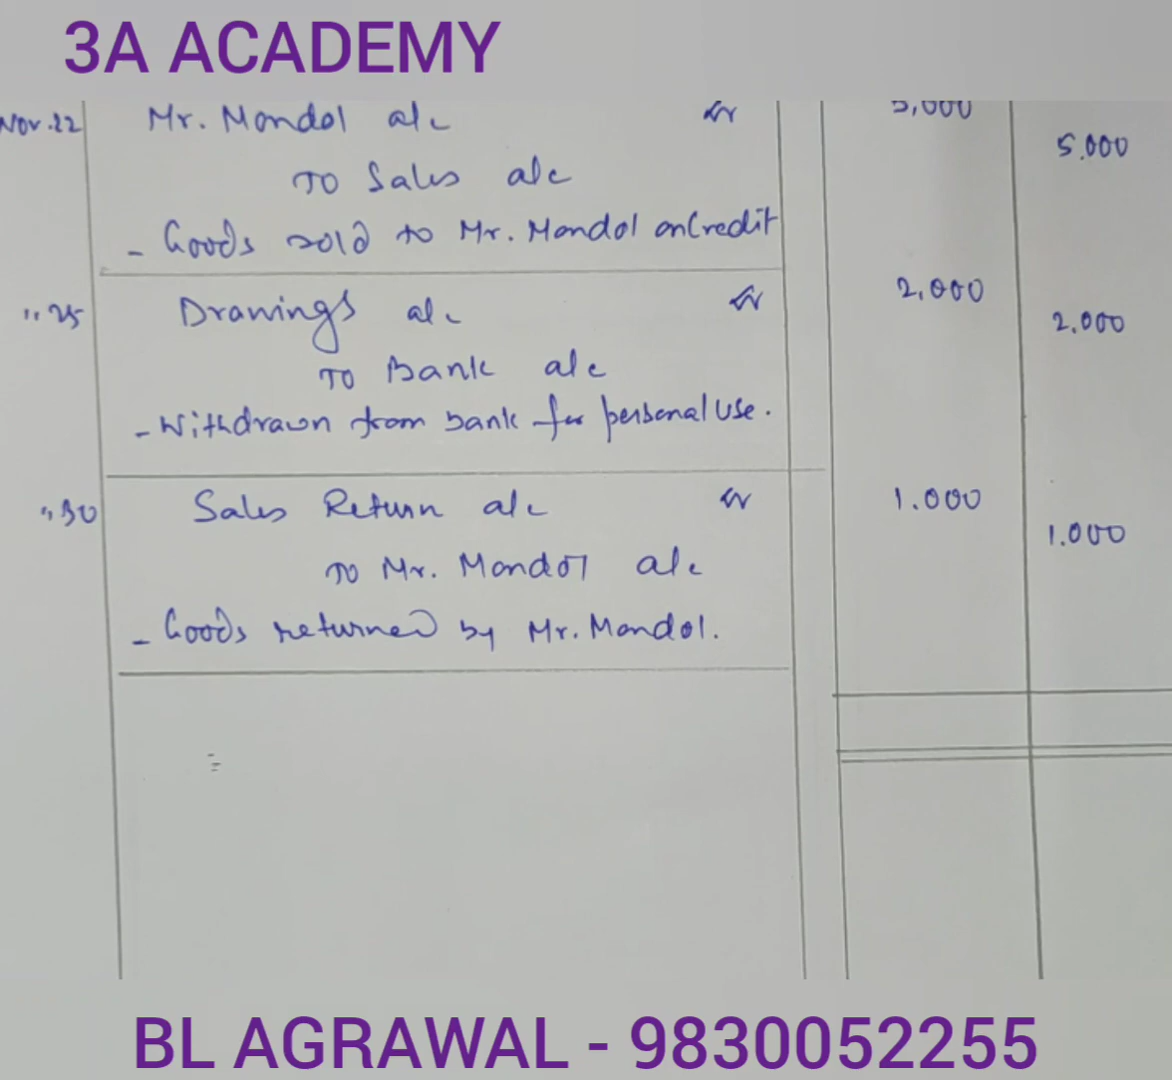 3A ACADEMY
Nov.22 Mr. Mondol a/c Dr 5,000
To Sales a/c 5.000
- Goods sold to Mr. Mondol on Credit
" 25 Drawings a/c Dr 2,000
To Bank a/c 2.000
- Withdrawn from bank for personal use.
" 30 Sales Return a/c Dr 1.000
To Mr. Mondol a/c 1.000
- Goods returned by Mr. Mondol.
BL AGRAWAL - 9830052255